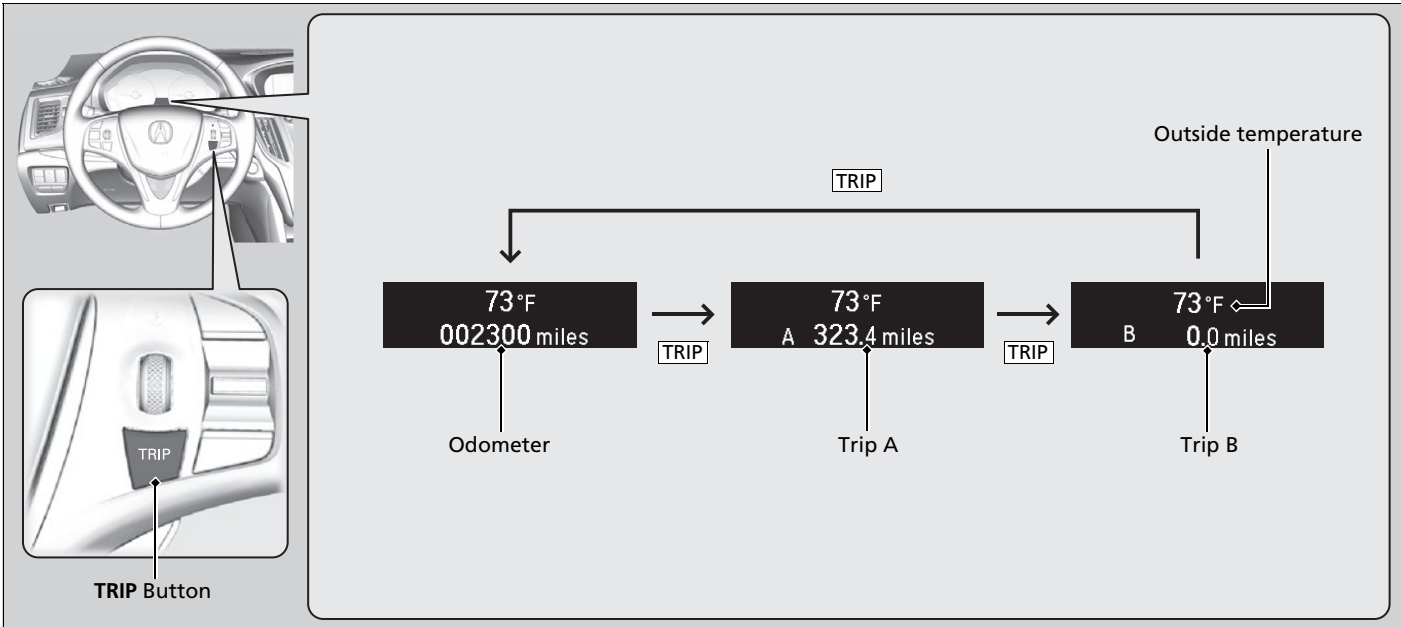 Outside temperature
TRIP
73°F
002300 miles
TRIP
73°F
A 323.4 miles
TRIP
73°F
B 0.0 miles
Odometer
Trip A
Trip B
TRIP
TRIP Button